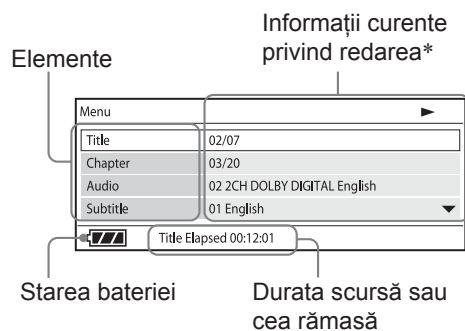 Informații curente
privind redarea*
Elemente
Menu
Title 02/07
Chapter 03/20
Audio 02 2CH DOLBY DIGITAL English
Subtitle 01 English
Title Elapsed 00:12:01
Starea bateriei
Durata scursă sau
cea rămasă